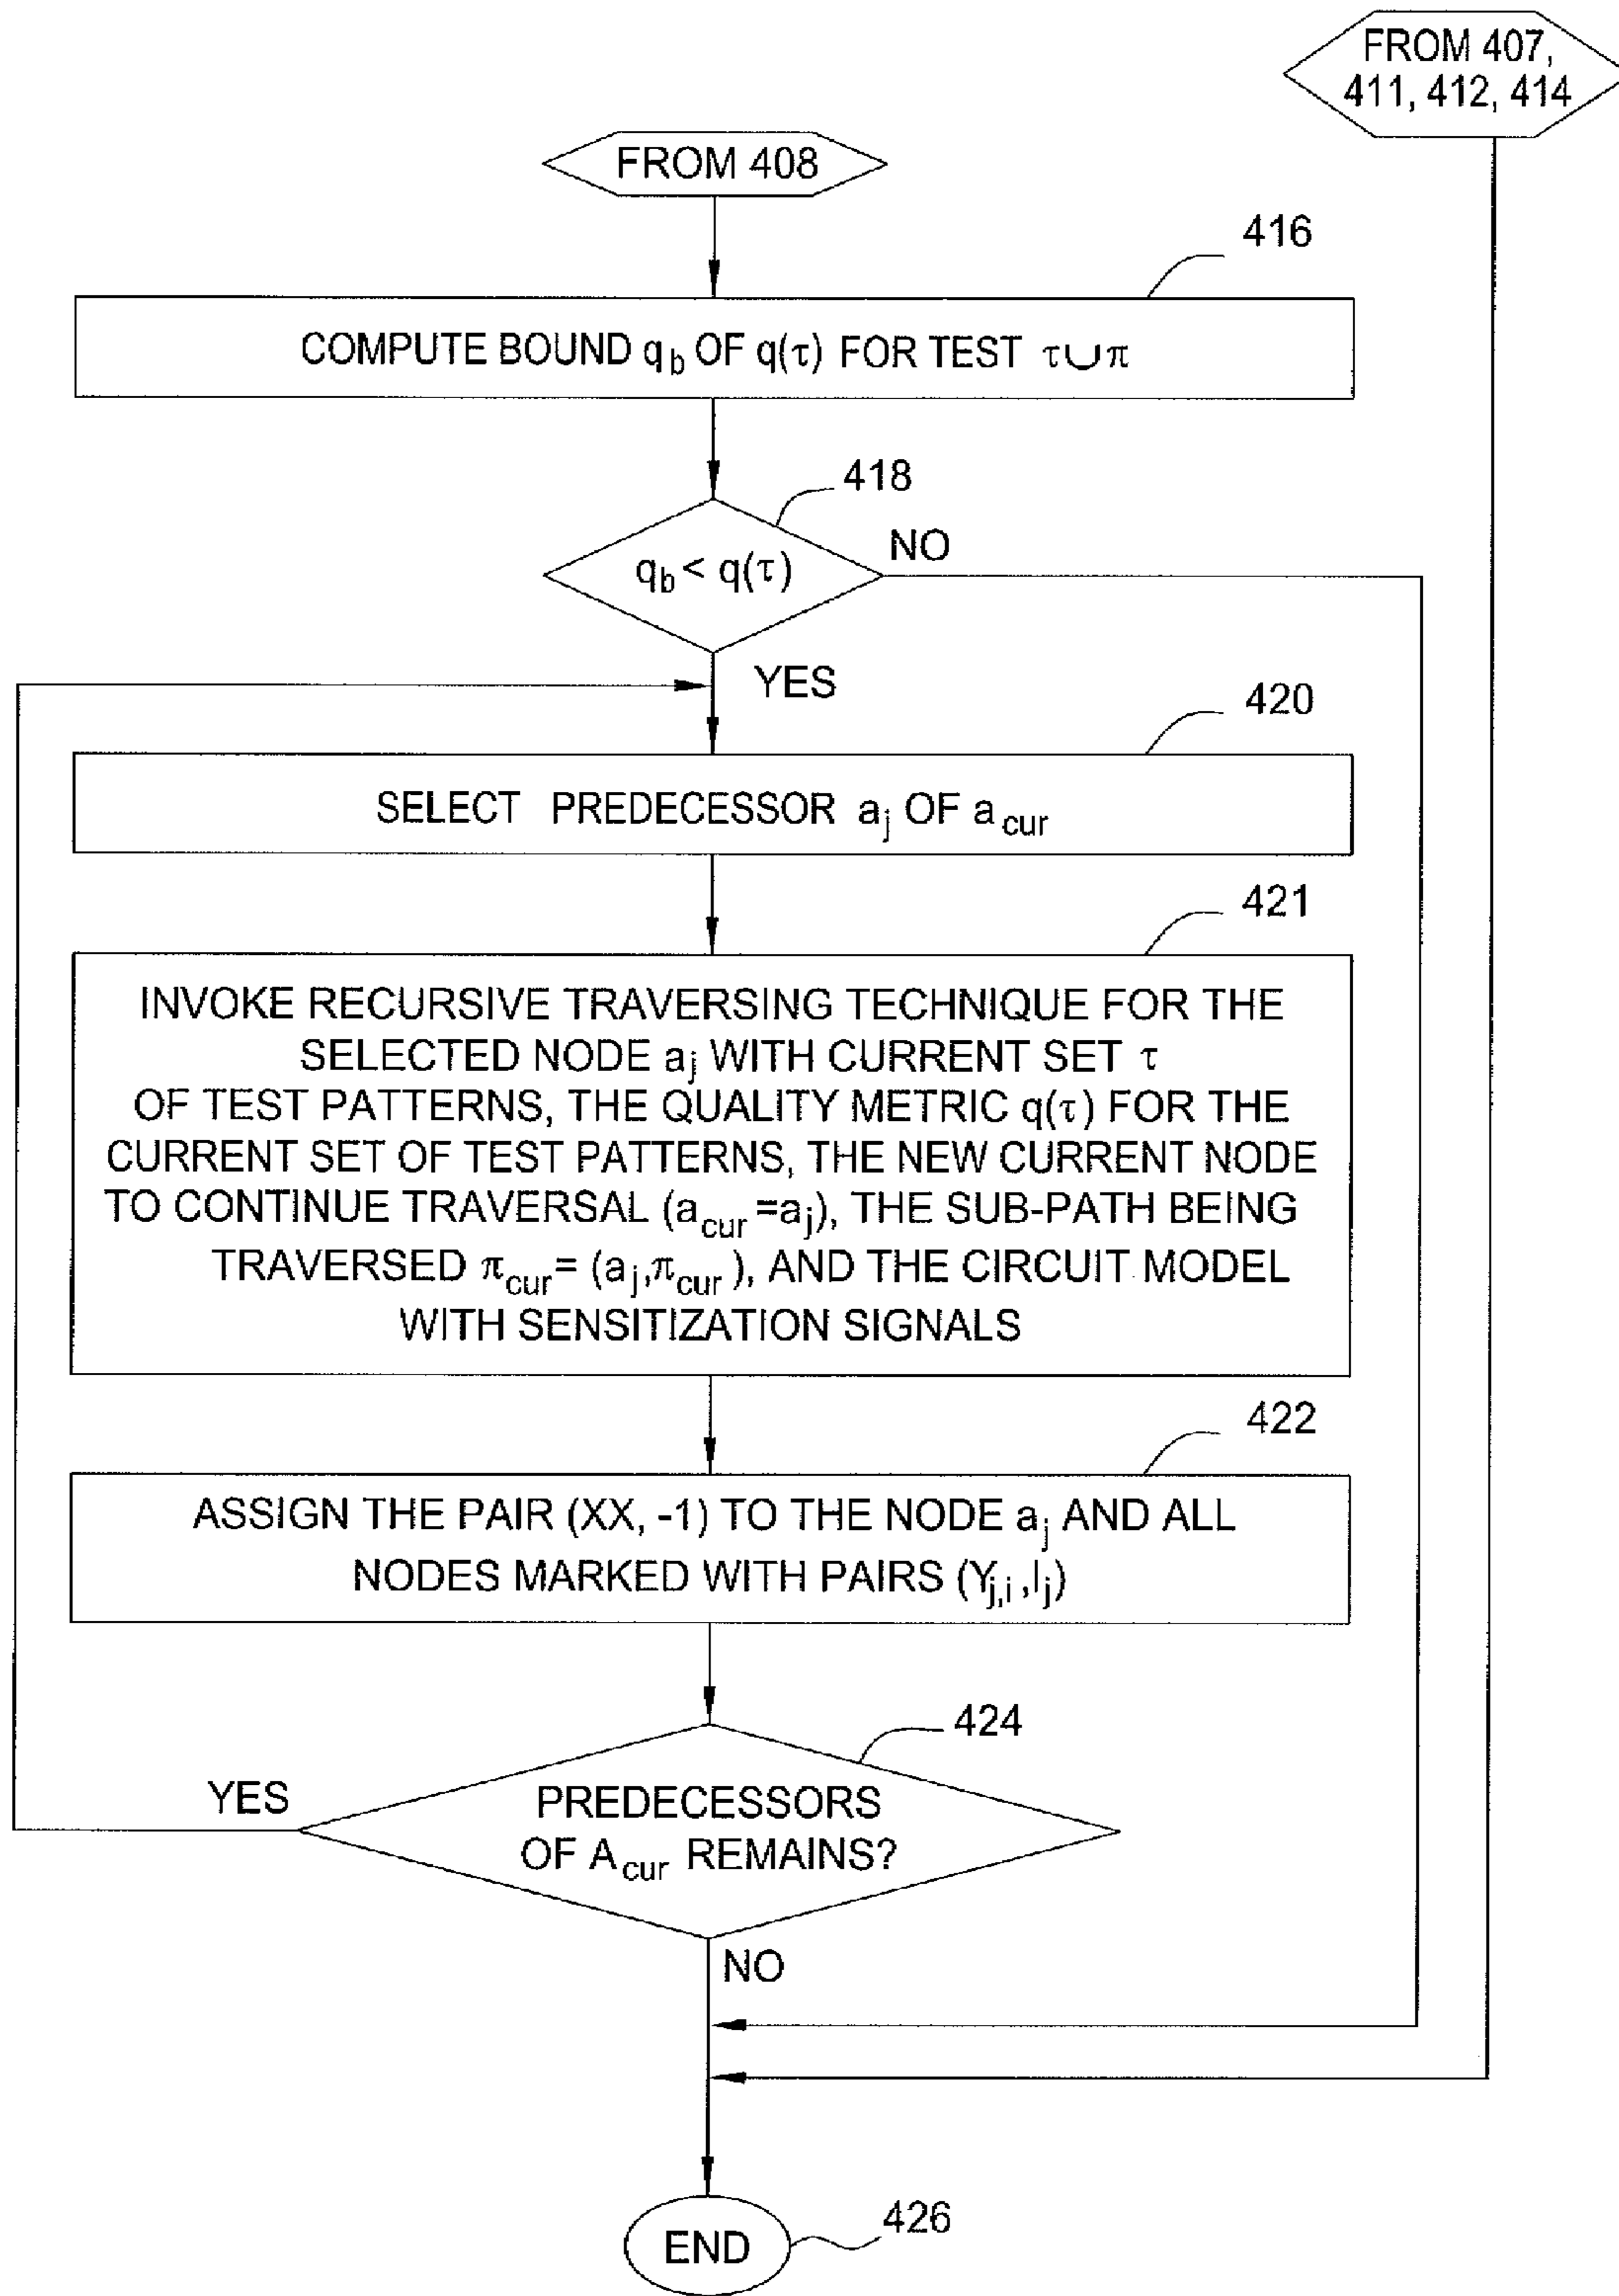 FROM 407,
411, 412, 414
FROM 408
416
COMPUTE BOUND q_b OF q(τ) FOR TEST τ∪π
418
q_b < q(τ)
NO
YES
420
SELECT PREDECESSOR a_j OF a_cur
421
INVOKE RECURSIVE TRAVERSING TECHNIQUE FOR THE
SELECTED NODE a_j WITH CURRENT SET τ
OF TEST PATTERNS, THE QUALITY METRIC q(τ) FOR THE
CURRENT SET OF TEST PATTERNS, THE NEW CURRENT NODE
TO CONTINUE TRAVERSAL (a_cur =a_j), THE SUB-PATH BEING
TRAVERSED π_cur= (a_j,π_cur), AND THE CIRCUIT MODEL
WITH SENSITIZATION SIGNALS
422
ASSIGN THE PAIR (XX, -1) TO THE NODE a_j AND ALL
NODES MARKED WITH PAIRS (Y_j,i ,I_j)
424
YES
PREDECESSORS
OF A_cur REMAINS?
NO
END
426